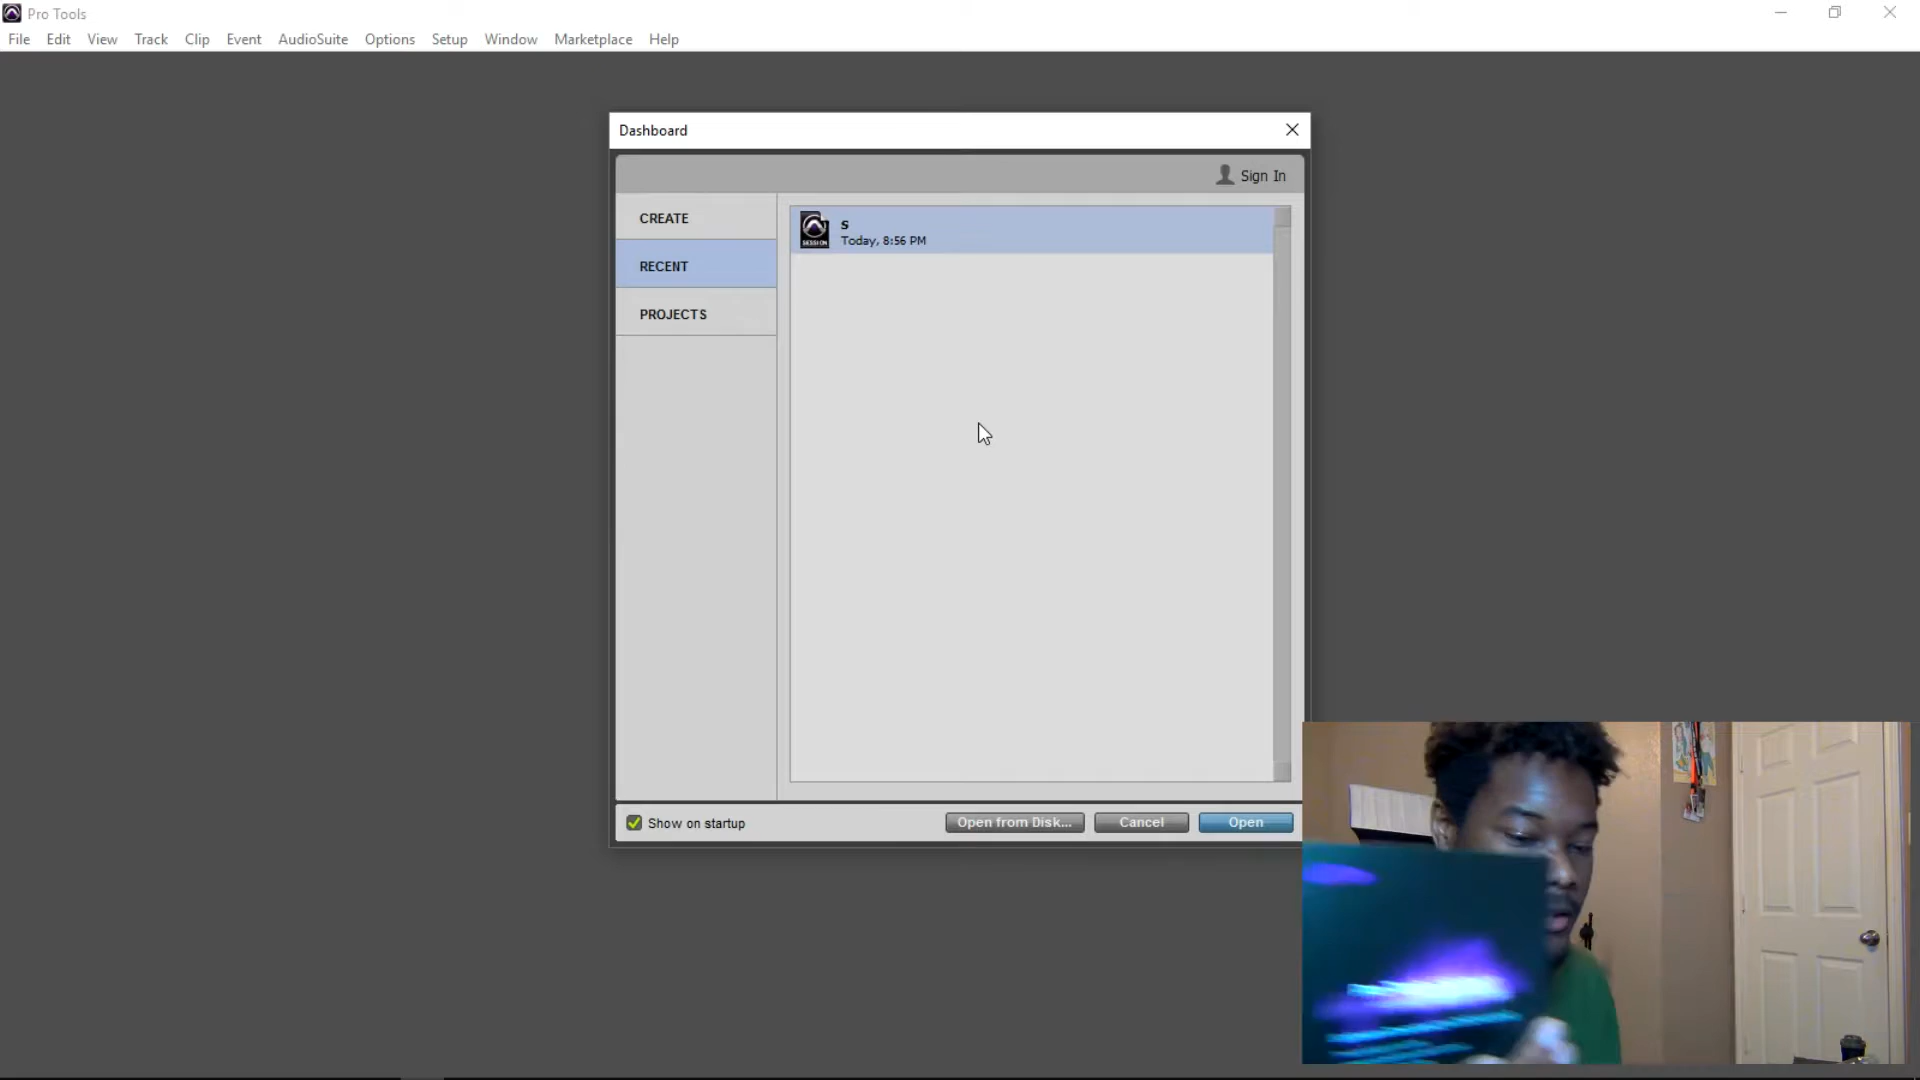 Pro Tools
File Edit View Track Clip Event AudioSuite Options Setup Window Marketplace Help
Dashboard
Sign In
CREATE
RECENT
PROJECTS
SESSION
S
Today, 8:56 PM
Show on startup
Open from Disk...
Cancel
Open